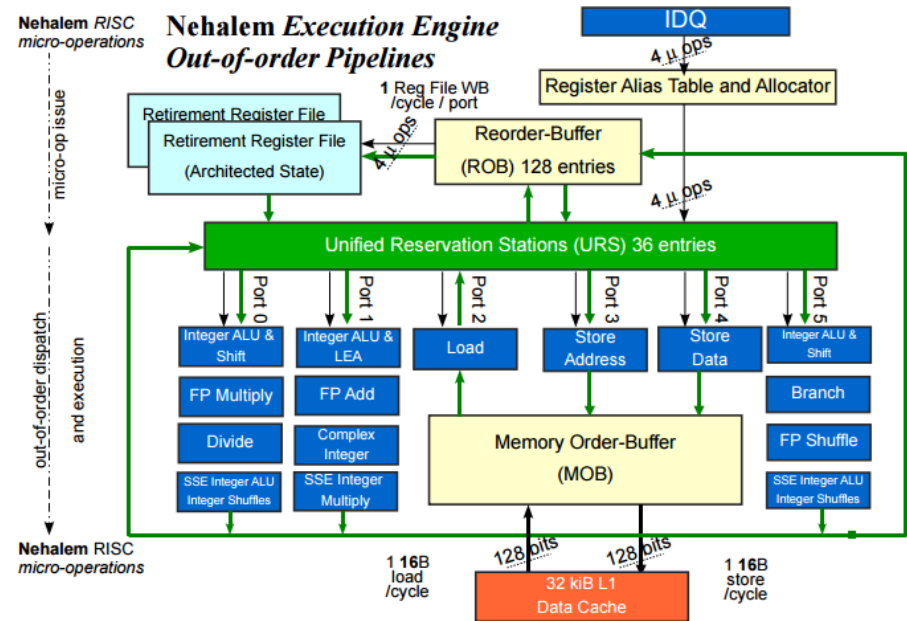 Nehalem RISC
micro-operations
Nehalem Execution Engine
Out-of-order Pipelines
IDQ
4 μ ops
Register Alias Table and Allocator
1 Reg File WB
/cycle / port
Retirement Register File
Retirement Register File
(Architected State)
4 μ ops
Reorder-Buffer
(ROB) 128 entries
micro-op issue
4 μ ops
Unified Reservation Stations (URS) 36 entries
Port 0
Port 1
Port 2
Port 3
Port 4
Port 5
Integer ALU &
Shift
FP Multiply
Divide
SSE Integer ALU
Integer Shuffles
Integer ALU &
LEA
FP Add
Complex
Integer
SSE Integer
Multiply
Load
Store
Address
Store
Data
Integer ALU &
Shift
Branch
FP Shuffle
SSE Integer ALU
Integer Shuffles
out-of-order dispatch
and execution
Memory Order-Buffer
(MOB)
Nehalem RISC
micro-operations
1 16B
load
/cycle
128 bits
128 bits
1 16B
store
/cycle
32 kiB L1
Data Cache